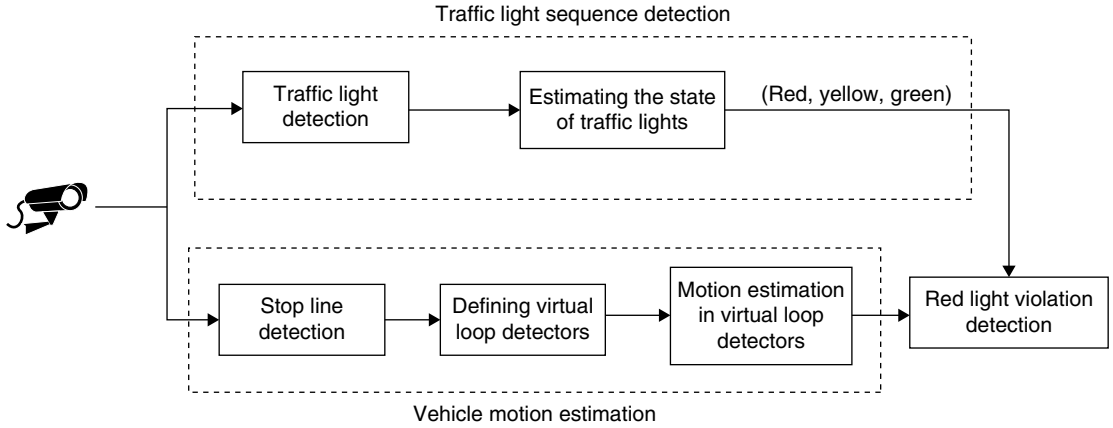 Traffic light sequence detection
Traffic light
detection
Estimating the state
of traffic lights
(Red, yellow, green)
Stop line
detection
Defining virtual
loop detectors
Motion estimation
in virtual loop
detectors
Red light violation
detection
Vehicle motion estimation